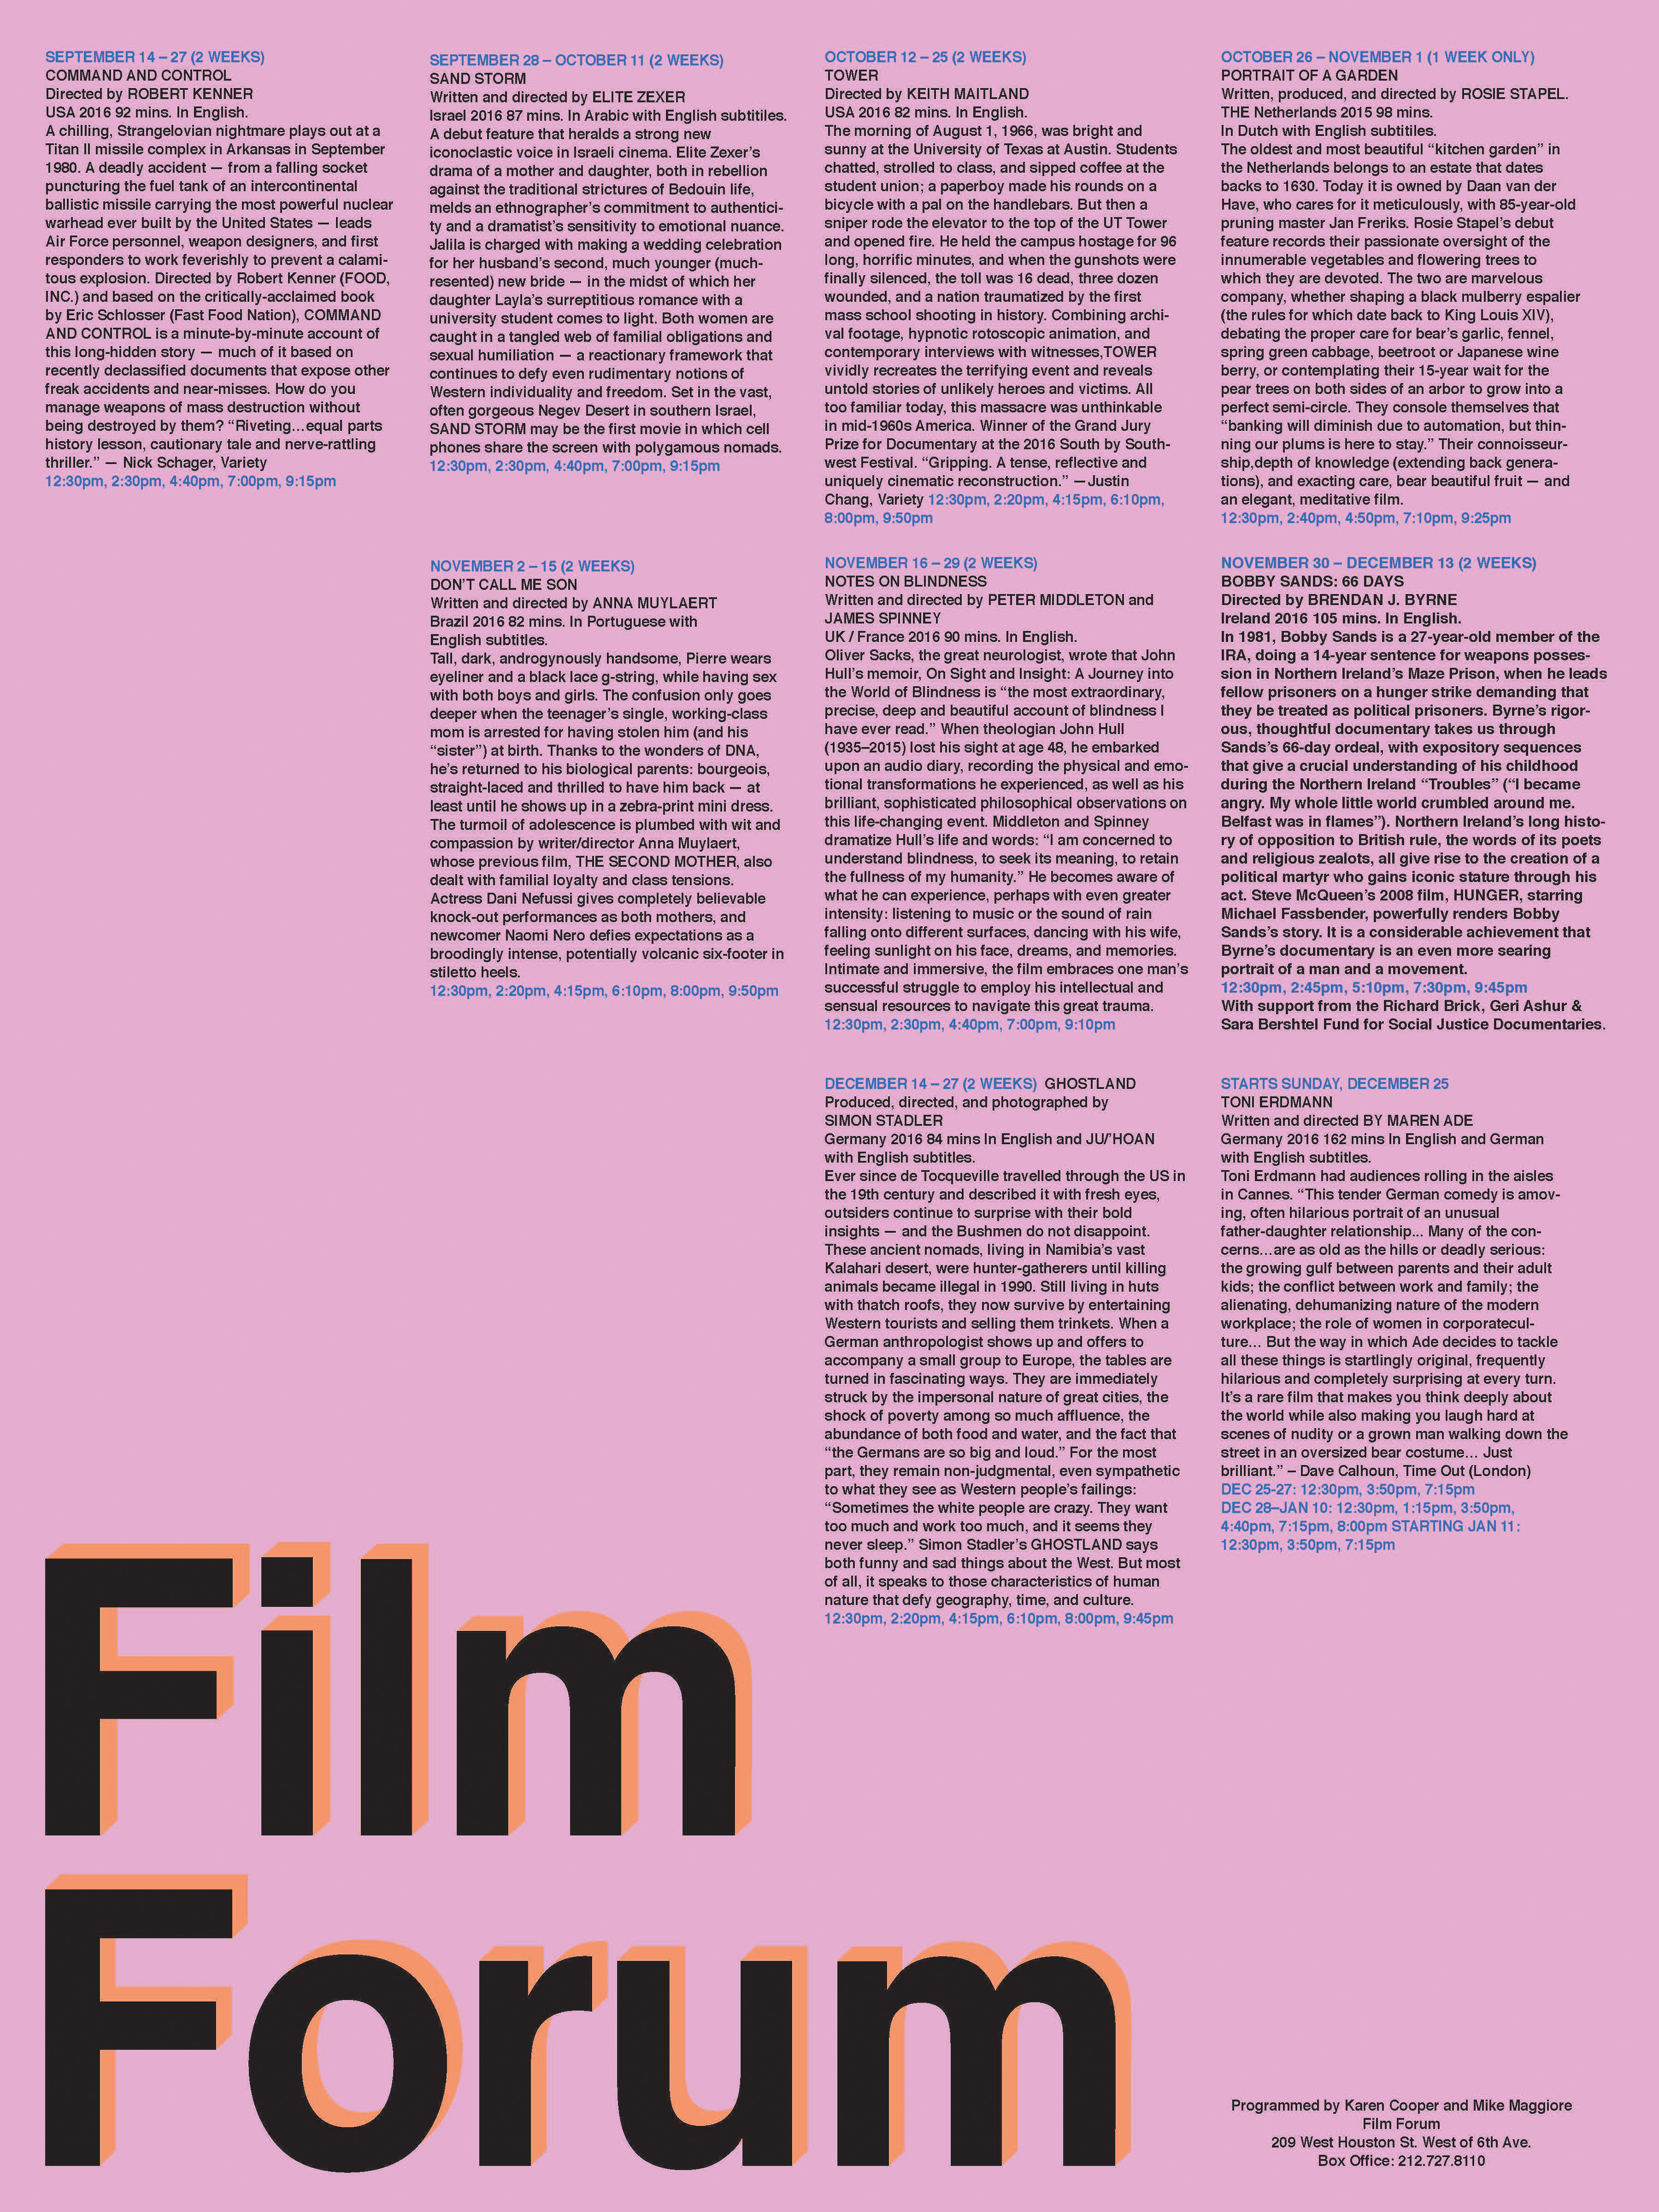 SEPTEMBER 14 – 27 (2 WEEKS)
COMMAND AND CONTROL
Directed by ROBERT KENNER
USA 2016 92 mins. In English.
A chilling, Strangelovian nightmare plays out at a
Titan II missile complex in Arkansas in September
1980. A deadly accident — from a falling socket
puncturing the fuel tank of an intercontinental
ballistic missile carrying the most powerful nuclear
warhead ever built by the United States — leads
Air Force personnel, weapon designers, and first
responders to work feverishly to prevent a calami-
tous explosion. Directed by Robert Kenner (FOOD,
INC.) and based on the critically-acclaimed book
by Eric Schlosser (Fast Food Nation), COMMAND
AND CONTROL is a minute-by-minute account of
this long-hidden story — much of it based on
recently declassified documents that expose other
freak accidents and near-misses. How do you
manage weapons of mass destruction without
being destroyed by them? “Riveting...equal parts
history lesson, cautionary tale and nerve-rattling
thriller.” — Nick Schager, Variety
12:30pm, 2:30pm, 4:40pm, 7:00pm, 9:15pm
SEPTEMBER 28 – OCTOBER 11 (2 WEEKS)
SAND STORM
Written and directed by ELITE ZEXER
Israel 2016 87 mins. In Arabic with English subtitiles.
A debut feature that heralds a strong new
iconoclastic voice in Israeli cinema. Elite Zexer’s
drama of a mother and daughter, both in rebellion
against the traditional strictures of Bedouin life,
melds an ethnographer’s commitment to authentici-
ty and a dramatist’s sensitivity to emotional nuance.
Jalila is charged with making a wedding celebration
for her husband’s second, much younger (much-
resented) new bride — in the midst of which her
daughter Layla’s surreptitious romance with a
university student comes to light. Both women are
caught in a tangled web of familial obligations and
sexual humiliation — a reactionary framework that
continues to defy even rudimentary notions of
Western individuality and freedom. Set in the vast,
often gorgeous Negev Desert in southern Israel,
SAND STORM may be the first movie in which cell
phones share the screen with polygamous nomads.
12:30pm, 2:30pm, 4:40pm, 7:00pm, 9:15pm
OCTOBER 12 – 25 (2 WEEKS)
TOWER
Directed by KEITH MAITLAND
USA 2016 82 mins. In English.
The morning of August 1, 1966, was bright and
sunny at the University of Texas at Austin. Students
chatted, strolled to class, and sipped coffee at the
student union; a paperboy made his rounds on a
bicycle with a pal on the handlebars. But then a
sniper rode the elevator to the top of the UT Tower
and opened fire. He held the campus hostage for 96
long, horrific minutes, and when the gunshots were
finally silenced, the toll was 16 dead, three dozen
wounded, and a nation traumatized by the first
mass school shooting in history. Combining archi-
val footage, hypnotic rotoscopic animation, and
contemporary interviews with witnesses,TOWER
vividly recreates the terrifying event and reveals
untold stories of unlikely heroes and victims. All
too familiar today, this massacre was unthinkable
in mid-1960s America. Winner of the Grand Jury
Prize for Documentary at the 2016 South by South-
west Festival. “Gripping. A tense, reflective and
uniquely cinematic reconstruction.” —Justin
Chang, Variety 12:30pm, 2:20pm, 4:15pm, 6:10pm,
8:00pm, 9:50pm
OCTOBER 26 – NOVEMBER 1 (1 WEEK ONLY)
PORTRAIT OF A GARDEN
Written, produced, and directed by ROSIE STAPEL.
THE Netherlands 2015 98 mins.
In Dutch with English subtitiles.
The oldest and most beautiful “kitchen garden” in
the Netherlands belongs to an estate that dates
backs to 1630. Today it is owned by Daan van der
Have, who cares for it meticulously, with 85-year-old
pruning master Jan Freriks. Rosie Stapel’s debut
feature records their passionate oversight of the
innumerable vegetables and flowering trees to
which they are devoted. The two are marvelous
company, whether shaping a black mulberry espalier
(the rules for which date back to King Louis XIV),
debating the proper care for bear’s garlic, fennel,
spring green cabbage, beetroot or Japanese wine
berry, or contemplating their 15-year wait for the
pear trees on both sides of an arbor to grow into a
perfect semi-circle. They console themselves that
“banking will diminish due to automation, but thin-
ning our plums is here to stay.” Their connoisseur-
ship,depth of knowledge (extending back genera-
tions), and exacting care, bear beautiful fruit — and
an elegant, meditative film.
12:30pm, 2:40pm, 4:50pm, 7:10pm, 9:25pm
NOVEMBER 2 – 15 (2 WEEKS)
DON’T CALL ME SON
Written and directed by ANNA MUYLAERT
Brazil 2016 82 mins. In Portuguese with
English subtitles.
Tall, dark, androgynously handsome, Pierre wears
eyeliner and a black lace g-string, while having sex
with both boys and girls. The confusion only goes
deeper when the teenager’s single, working-class
mom is arrested for having stolen him (and his
“sister”) at birth. Thanks to the wonders of DNA,
he’s returned to his biological parents: bourgeois,
straight-laced and thrilled to have him back — at
least until he shows up in a zebra-print mini dress.
The turmoil of adolescence is plumbed with wit and
compassion by writer/director Anna Muylaert,
whose previous film, THE SECOND MOTHER, also
dealt with familial loyalty and class tensions.
Actress Dani Nefussi gives completely believable
knock-out performances as both mothers, and
newcomer Naomi Nero defies expectations as a
broodingly intense, potentially volcanic six-footer in
stiletto heels.
12:30pm, 2:20pm, 4:15pm, 6:10pm, 8:00pm, 9:50pm
NOVEMBER 16 – 29 (2 WEEKS)
NOTES ON BLINDNESS
Written and directed by PETER MIDDLETON and
JAMES SPINNEY
UK / France 2016 90 mins. In English.
Oliver Sacks, the great neurologist, wrote that John
Hull’s memoir, On Sight and Insight: A Journey into
the World of Blindness is “the most extraordinary,
precise, deep and beautiful account of blindness I
have ever read.” When theologian John Hull
(1935–2015) lost his sight at age 48, he embarked
upon an audio diary, recording the physical and emo-
tional transformations he experienced, as well as his
brilliant, sophisticated philosophical observations on
this life-changing event. Middleton and Spinney
dramatize Hull’s life and words: “I am concerned to
understand blindness, to seek its meaning, to retain
the fullness of my humanity.” He becomes aware of
what he can experience, perhaps with even greater
intensity: listening to music or the sound of rain
falling onto different surfaces, dancing with his wife,
feeling sunlight on his face, dreams, and memories.
Intimate and immersive, the film embraces one man’s
successful struggle to employ his intellectual and
sensual resources to navigate this great trauma.
12:30pm, 2:30pm, 4:40pm, 7:00pm, 9:10pm
NOVEMBER 30 – DECEMBER 13 (2 WEEKS)
BOBBY SANDS: 66 DAYS
Directed by BRENDAN J. BYRNE
Ireland 2016 105 mins. In English.
In 1981, Bobby Sands is a 27-year-old member of the
IRA, doing a 14-year sentence for weapons posses-
sion in Northern Ireland’s Maze Prison, when he leads
fellow prisoners on a hunger strike demanding that
they be treated as political prisoners. Byrne’s rigor-
ous, thoughtful documentary takes us through
Sands’s 66-day ordeal, with expository sequences
that give a crucial understanding of his childhood
during the Northern Ireland “Troubles” (“I became
angry. My whole little world crumbled around me.
Belfast was in flames”). Northern Ireland’s long histo-
ry of opposition to British rule, the words of its poets
and religious zealots, all give rise to the creation of a
political martyr who gains iconic stature through his
act. Steve McQueen’s 2008 film, HUNGER, starring
Michael Fassbender, powerfully renders Bobby
Sands’s story. It is a considerable achievement that
Byrne’s documentary is an even more searing
portrait of a man and a movement.
12:30pm, 2:45pm, 5:10pm, 7:30pm, 9:45pm
With support from the Richard Brick, Geri Ashur &
Sara Bershtel Fund for Social Justice Documentaries.
DECEMBER 14 – 27 (2 WEEKS) GHOSTLAND
Produced, directed, and photographed by
SIMON STADLER
Germany 2016 84 mins In English and JU/’HOAN
with English subtitles.
Ever since de Tocqueville travelled through the US in
the 19th century and described it with fresh eyes,
outsiders continue to surprise with their bold
insights — and the Bushmen do not disappoint.
These ancient nomads, living in Namibia’s vast
Kalahari desert, were hunter-gatherers until killing
animals became illegal in 1990. Still living in huts
with thatch roofs, they now survive by entertaining
Western tourists and selling them trinkets. When a
German anthropologist shows up and offers to
accompany a small group to Europe, the tables are
turned in fascinating ways. They are immediately
struck by the impersonal nature of great cities, the
shock of poverty among so much affluence, the
abundance of both food and water, and the fact that
“the Germans are so big and loud.” For the most
part, they remain non-judgmental, even sympathetic
to what they see as Western people’s failings:
“Sometimes the white people are crazy. They want
too much and work too much, and it seems they
never sleep.” Simon Stadler’s GHOSTLAND says
both funny and sad things about the West. But most
of all, it speaks to those characteristics of human
nature that defy geography, time, and culture.
12:30pm, 2:20pm, 4:15pm, 6:10pm, 8:00pm, 9:45pm
STARTS SUNDAY, DECEMBER 25
TONI ERDMANN
Written and directed BY MAREN ADE
Germany 2016 162 mins In English and German
with English subtitles.
Toni Erdmann had audiences rolling in the aisles
in Cannes. “This tender German comedy is amov-
ing, often hilarious portrait of an unusual
father-daughter relationship... Many of the con-
cerns...are as old as the hills or deadly serious:
the growing gulf between parents and their adult
kids; the conflict between work and family; the
alienating, dehumanizing nature of the modern
workplace; the role of women in corporatecul-
ture... But the way in which Ade decides to tackle
all these things is startlingly original, frequently
hilarious and completely surprising at every turn.
It’s a rare film that makes you think deeply about
the world while also making you laugh hard at
scenes of nudity or a grown man walking down the
street in an oversized bear costume... Just
brilliant.” – Dave Calhoun, Time Out (London)
DEC 25-27: 12:30pm, 3:50pm, 7:15pm
DEC 28–JAN 10: 12:30pm, 1:15pm, 3:50pm,
4:40pm, 7:15pm, 8:00pm STARTING JAN 11:
12:30pm, 3:50pm, 7:15pm
Film
Forum
Programmed by Karen Cooper and Mike Maggiore
Film Forum
209 West Houston St. West of 6th Ave.
Box Office: 212.727.8110